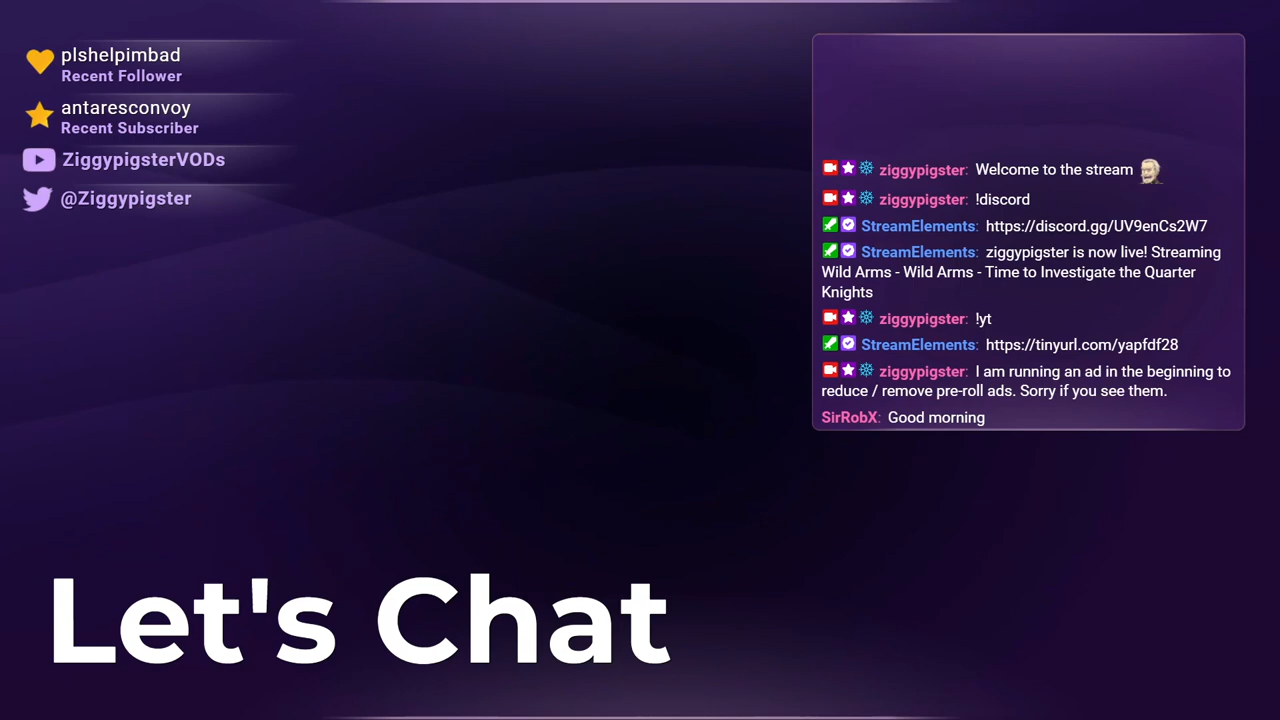 plshelpimbad
Recent Follower
antaresconvoy
Recent Subscriber
ZiggypigsterVODs
@Ziggypigster
ziggypigster: Welcome to the stream
ziggypigster: !discord
StreamElements: https://discord.gg/UV9enCs2W7
StreamElements: ziggypigster is now live! Streaming
Wild Arms - Wild Arms - Time to Investigate the Quarter
Knights
ziggypigster: !yt
StreamElements: https://tinyurl.com/yapfdf28
ziggypigster: I am running an ad in the beginning to
reduce / remove pre-roll ads. Sorry if you see them.
SirRobX: Good morning
Let's Chat